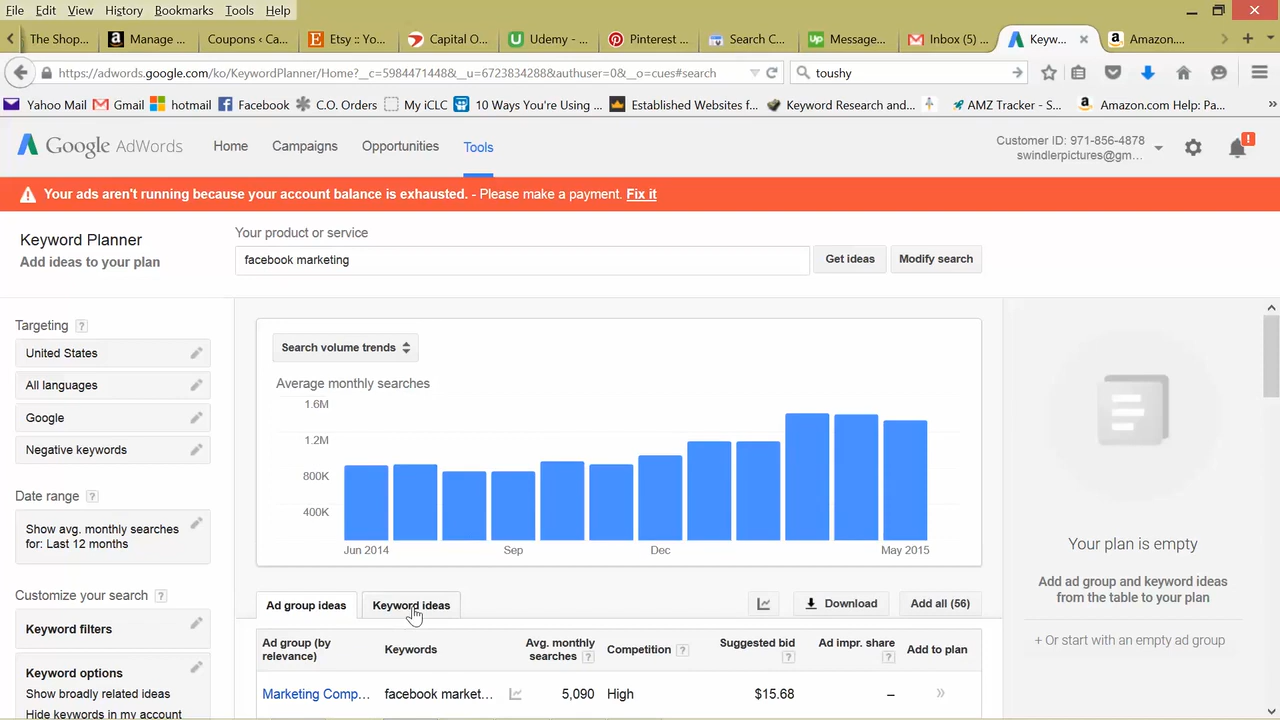 File Edit View History Bookmarks Tools Help
The Shop... Manage ... Coupons ‹ Ca... Etsy :: Yo... Capital O... Udemy - ... Pinterest ... Search C... Message... Inbox (5) ... Keyw... Amazon....
https://adwords.google.com/ko/KeywordPlanner/Home?__c=5984471448&__u=6723834288&authuser=0&__o=cues#search toushy
Yahoo Mail Gmail hotmail Facebook C.O. Orders My iCLC 10 Ways You're Using ... Established Websites f... Keyword Research and... AMZ Tracker - S... Amazon.com Help: Pa...
Google AdWords Home Campaigns Opportunities Tools Customer ID: 971-856-4878
swindlerpictures@gm...
Your ads aren't running because your account balance is exhausted. - Please make a payment. Fix it
Keyword Planner
Add ideas to your plan
Your product or service
facebook marketing Get ideas Modify search
Targeting ?
United States
All languages
Google
Negative keywords
Date range ?
Show avg. monthly searches
for: Last 12 months
Customize your search ?
Keyword filters
Keyword options
Show broadly related ideas
Hide keywords in my account
Search volume trends
Average monthly searches
1.6M
1.2M
800K
400K
Jun 2014 Sep Dec May 2015
Ad group ideas Keyword ideas Download Add all (56)
Ad group (by relevance) Keywords Avg. monthly searches ? Competition ? Suggested bid ? Ad impr. share ? Add to plan
Marketing Comp... facebook market... 5,090 High $15.68 – »
Your plan is empty
Add ad group and keyword ideas
from the table to your plan
+ Or start with an empty ad group